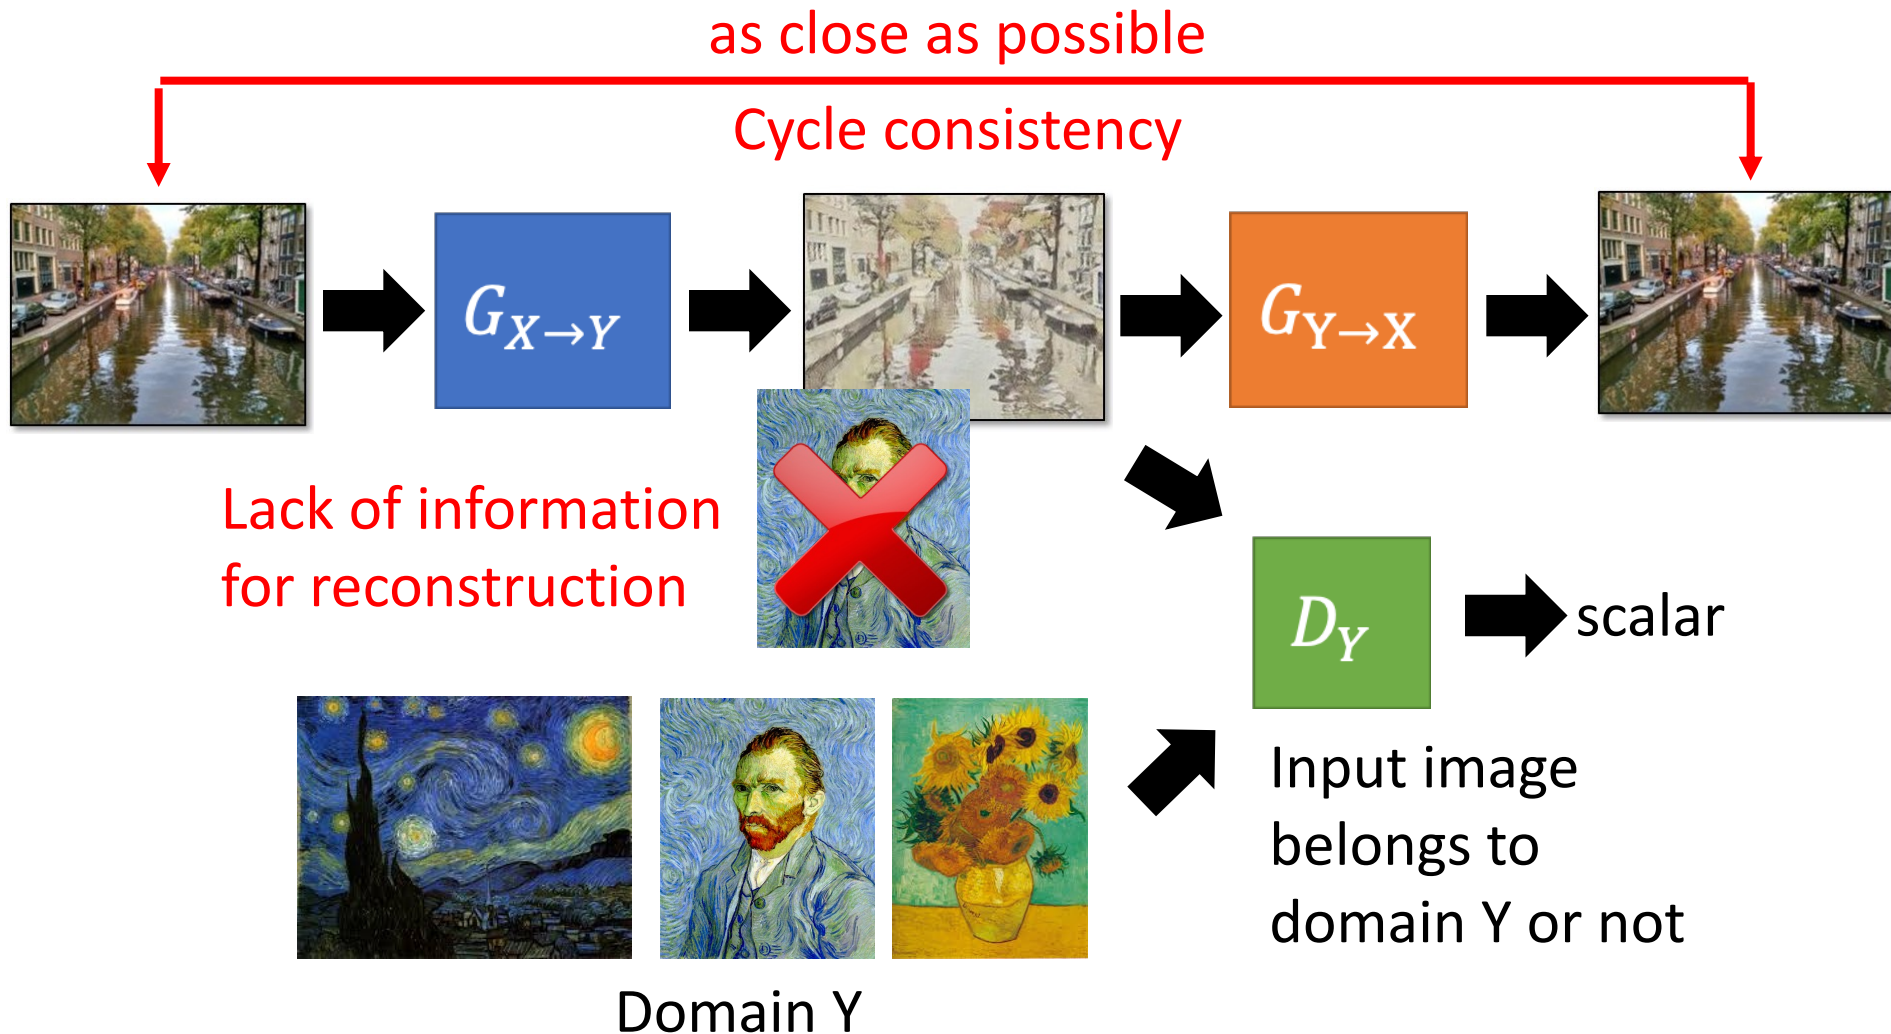 as close as possible
Cycle consistency
G_{X→Y}
G_{Y→X}
Lack of information
for reconstruction
D_Y
scalar
Input image
belongs to
domain Y or not
Domain Y